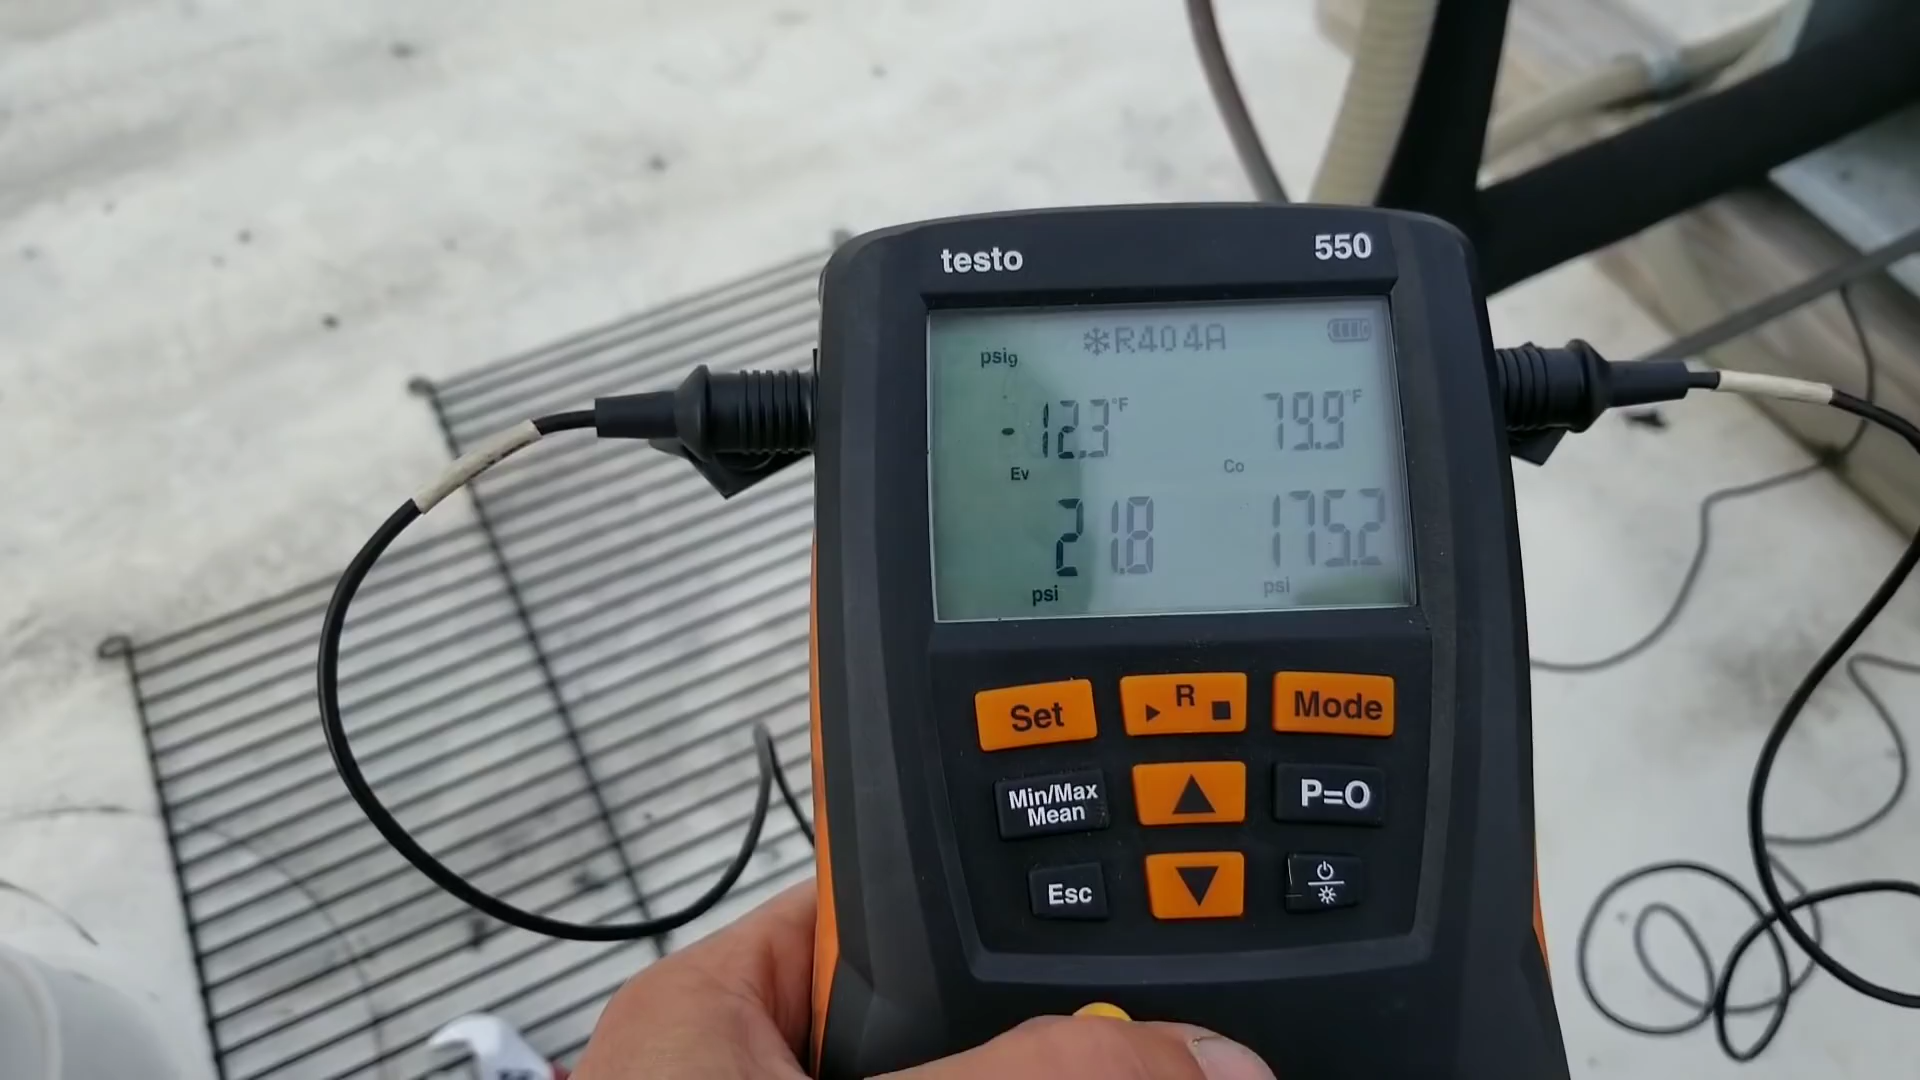 testo 550
R404A
psig
-12.3°F 79.9°F
Ev Co
21.8 175.2
psi psi
Set R Mode
Min/Max
Mean
P=O
Esc